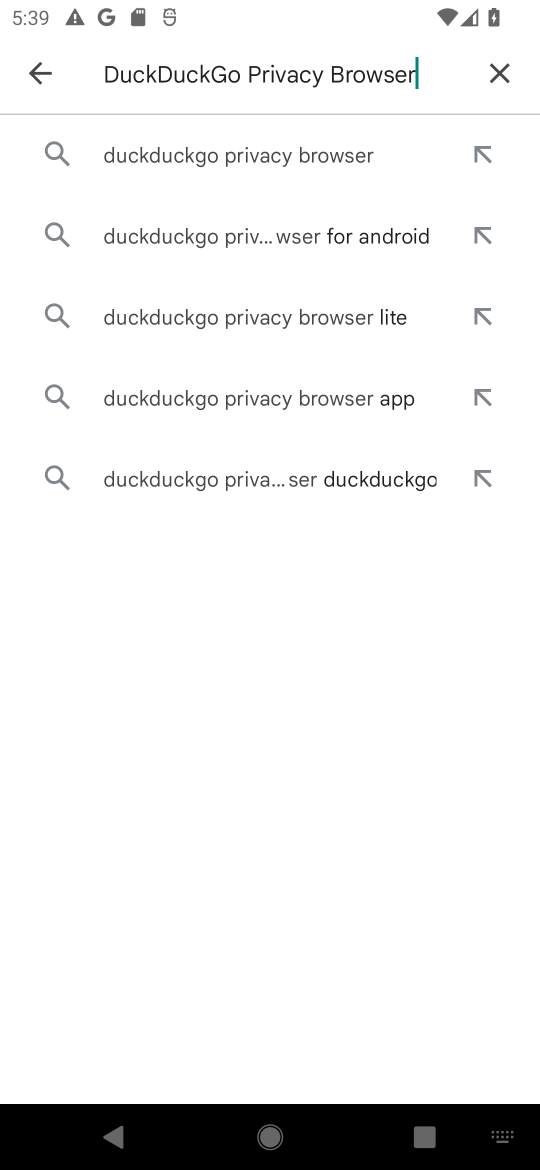 5:39
DuckDuckGo Privacy Browser
duckduckgo privacy browser
duckduckgo priv... wser for android
duckduckgo privacy browser lite
duckduckgo privacy browser app
duckduckgo priva... ser duckduckgo